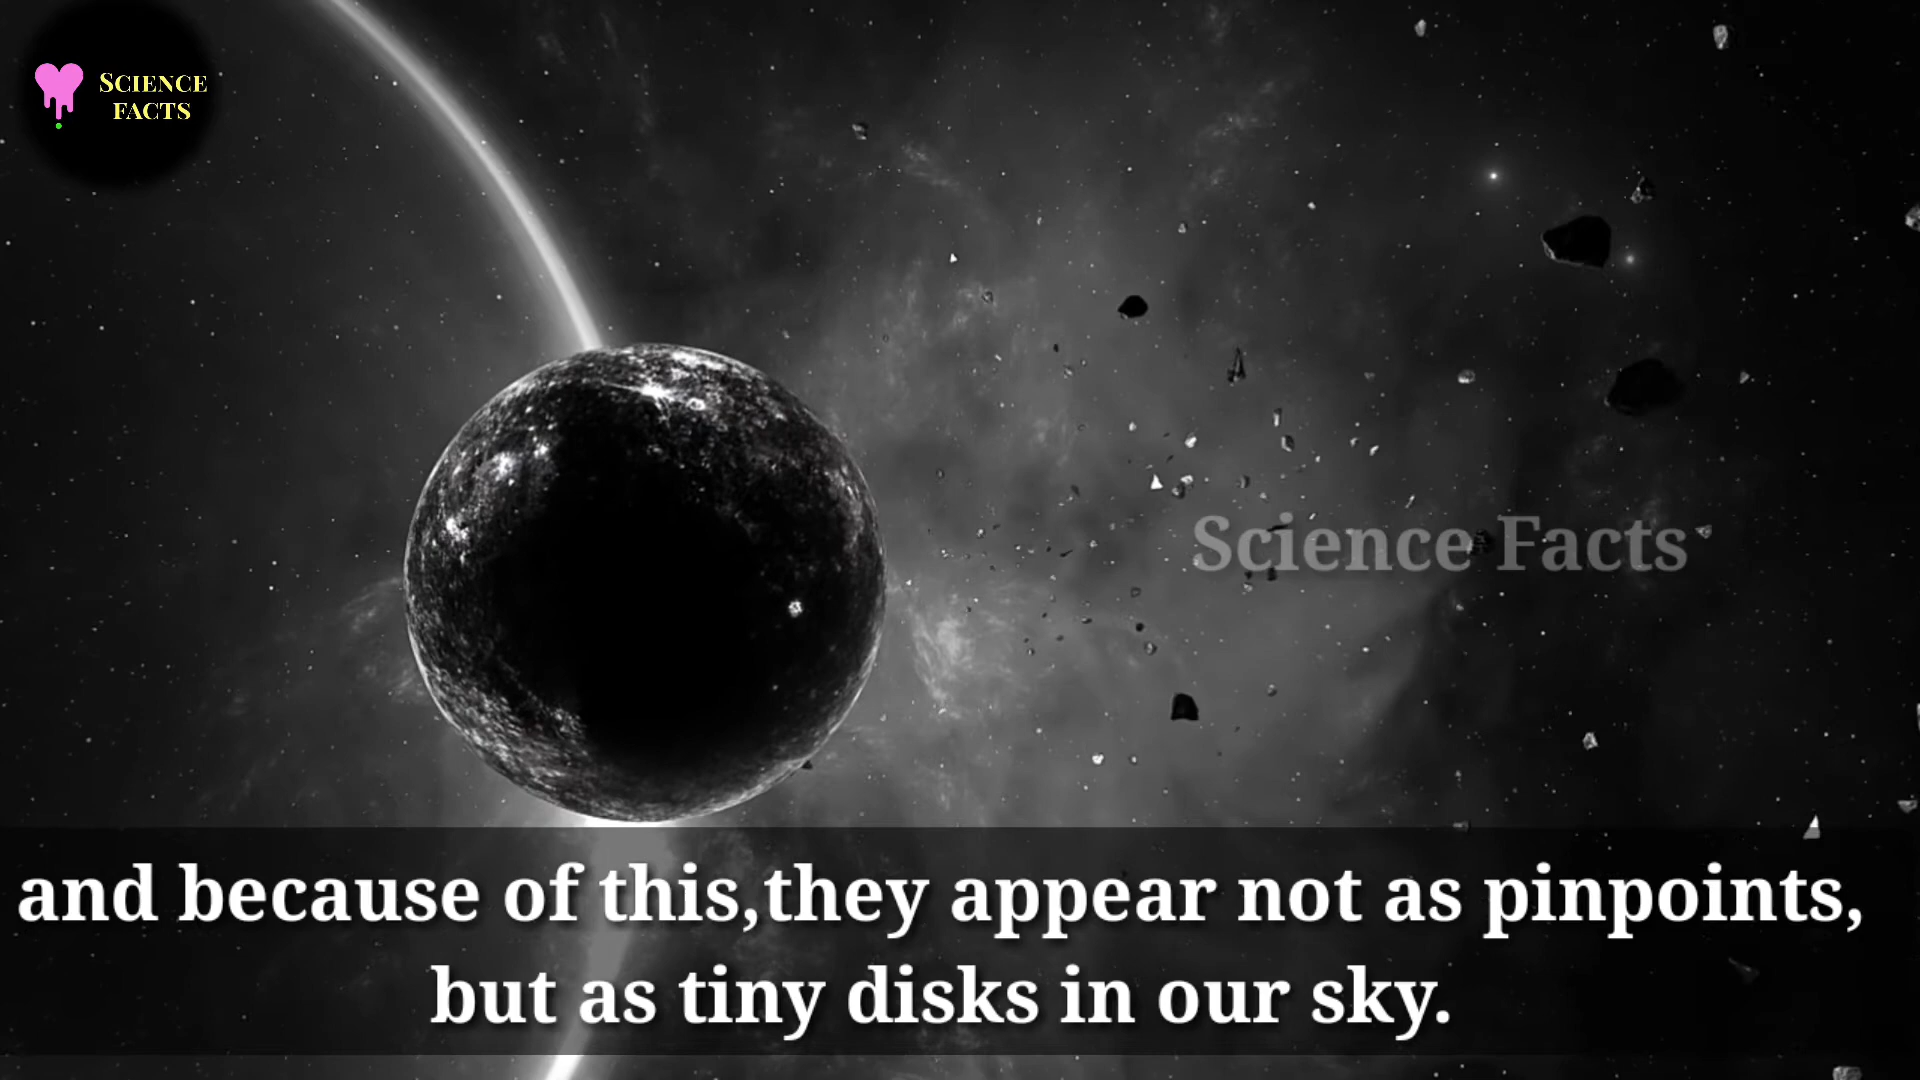 SCIENCE
FACTS
Science Facts
and because of this,they appear not as pinpoints,
but as tiny disks in our sky.